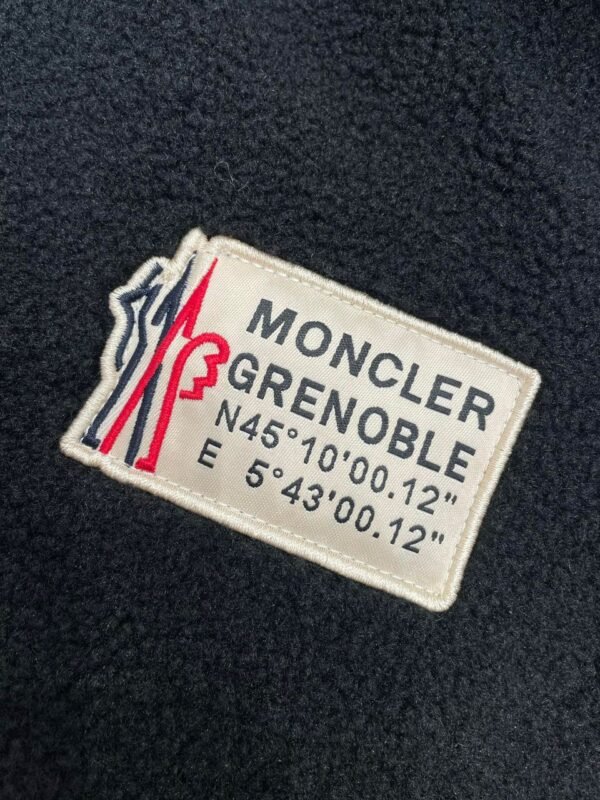 MONCLER
GRENOBLE
N45°10'00.12"
E 5°43'00.12"